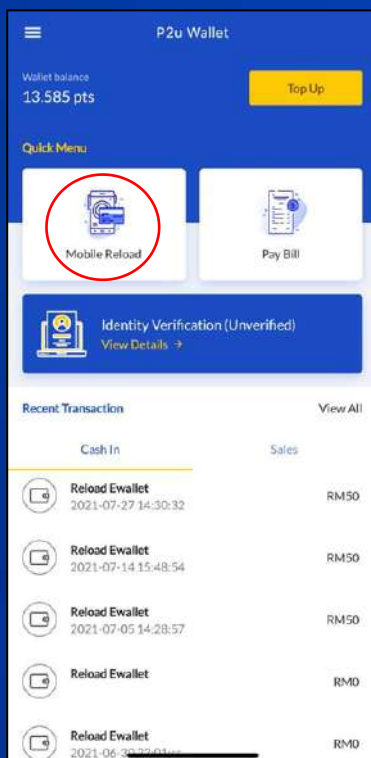 P2u Wallet
Wallet balance
13.585 pts
Top Up
Quick Menu
Mobile Reload
Pay Bill
Identity Verification (Unverified)
View Details →
Recent Transaction
View All
Cash In
Sales
Reload Ewallet
RM50
2021-07-27 14:30:32
Reload Ewallet
RM50
2021-07-14 15:48:54
Reload Ewallet
RM50
2021-07-05 14:28:57
Reload Ewallet
RM0
Reload Ewallet
RM0